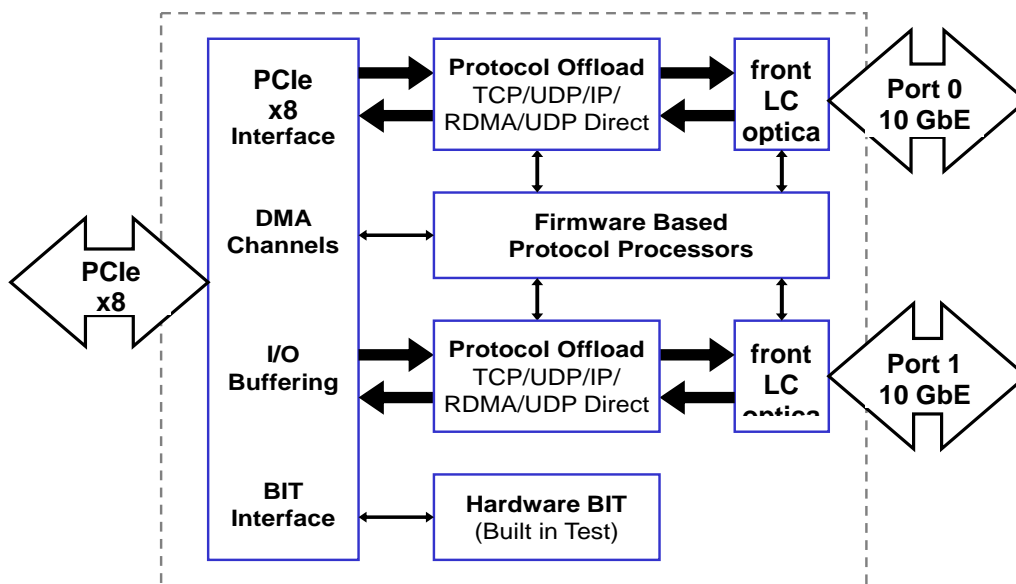 PCIe
x8
PCIe
x8
Interface
DMA
Channels
I/O
Buffering
BIT
Interface
Protocol Offload
TCP/UDP/IP/
RDMA/UDP Direct
front
LC
optica
Port 0
10 GbE
Firmware Based
Protocol Processors
Protocol Offload
TCP/UDP/IP/
RDMA/UDP Direct
front
LC
optica
Port 1
10 GbE
Hardware BIT
(Built in Test)